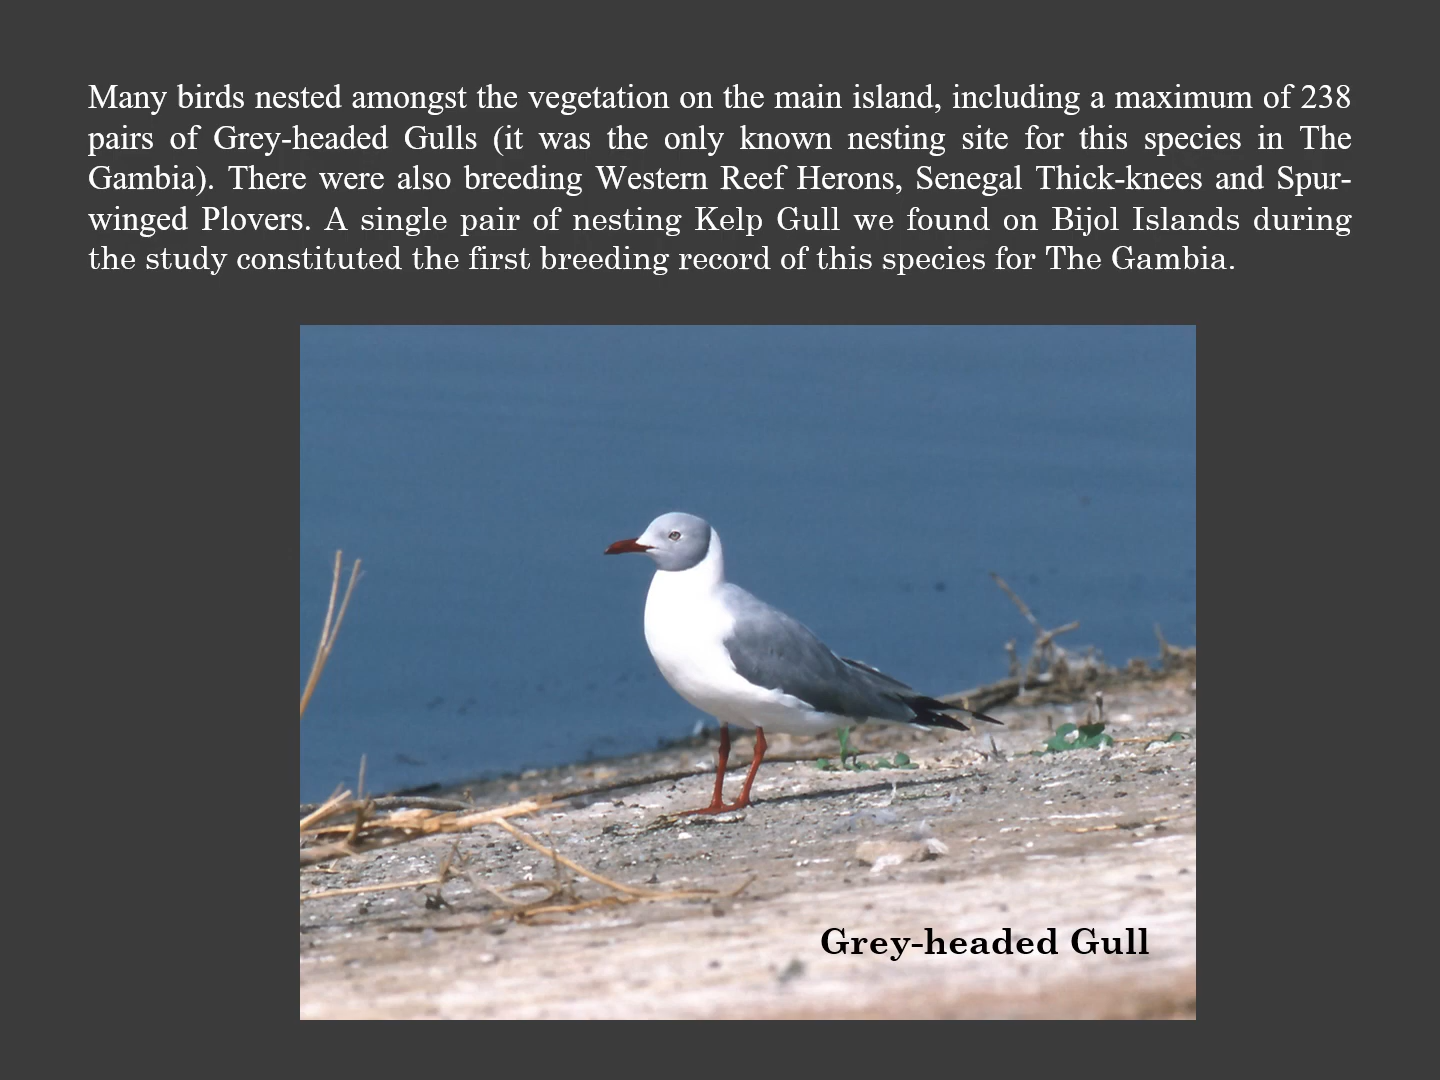 Many birds nested amongst the vegetation on the main island, including a maximum of 238
pairs of Grey-headed Gulls (it was the only known nesting site for this species in The
Gambia). There were also breeding Western Reef Herons, Senegal Thick-knees and Spur-
winged Plovers. A single pair of nesting Kelp Gull we found on Bijol Islands during
the study constituted the first breeding record of this species for The Gambia.
Grey-headed Gull